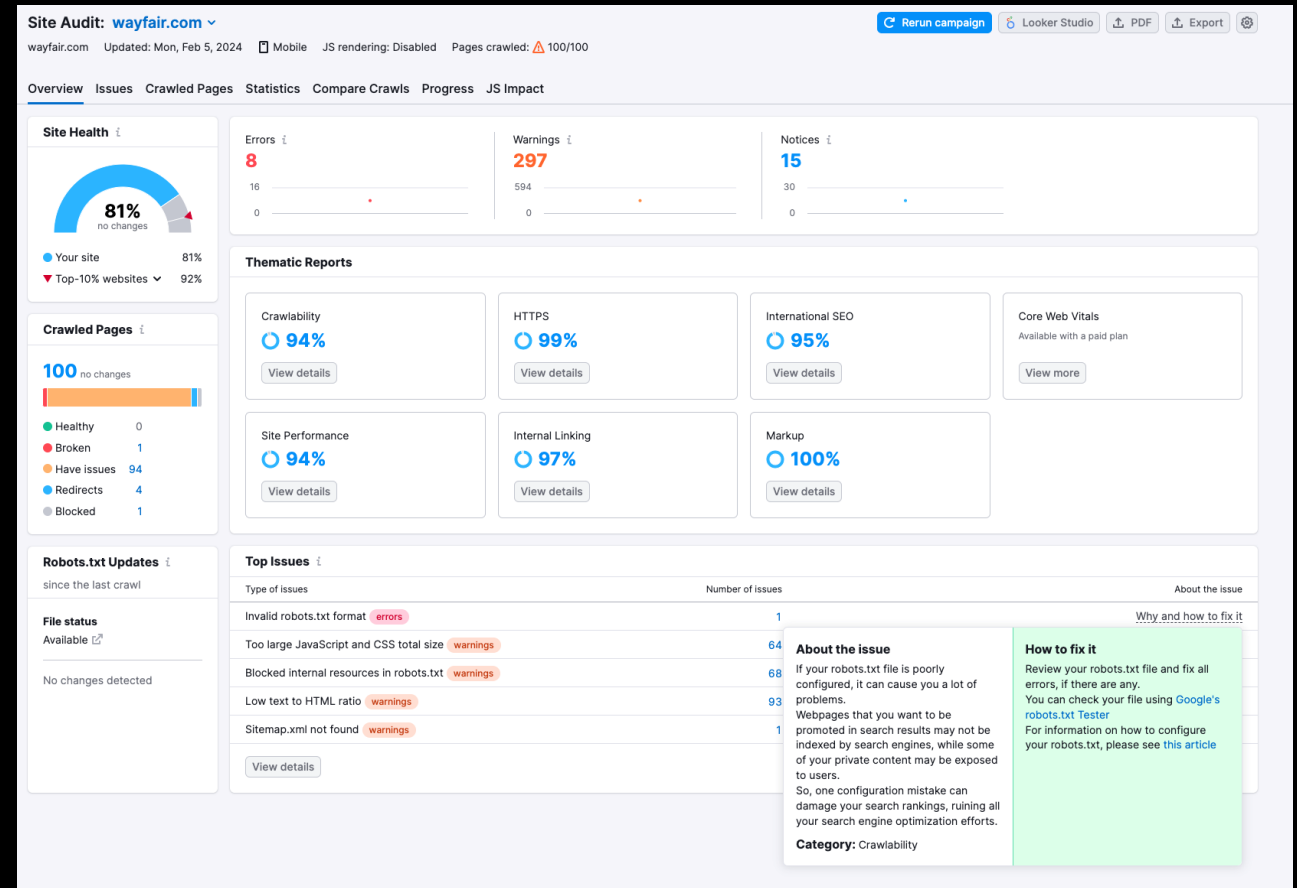 Site Audit: wayfair.com
Rerun campaign
Looker Studio
PDF
Export
wayfair.com Updated: Mon, Feb 5, 2024 Mobile JS rendering: Disabled Pages crawled: 100/100
Overview Issues Crawled Pages Statistics Compare Crawls Progress JS Impact
Site Health i
81%
no changes
Your site 81%
Top-10% websites 92%
Errors i
8
16
0
Warnings i
297
594
0
Notices i
15
30
0
Crawled Pages i
100 no changes
Healthy 0
Broken 1
Have issues 94
Redirects 4
Blocked 1
Thematic Reports
Crawlability
94%
View details
HTTPS
99%
View details
International SEO
95%
View details
Core Web Vitals
Available with a paid plan
View more
Site Performance
94%
View details
Internal Linking
97%
View details
Markup
100%
View details
Robots.txt Updates i
since the last crawl
File status
Available
No changes detected
Top Issues i
Type of issues Number of issues About the issue
Invalid robots.txt format errors 1 Why and how to fix it
Too large JavaScript and CSS total size warnings 64
Blocked internal resources in robots.txt warnings 68
Low text to HTML ratio warnings 93
Sitemap.xml not found warnings 1
View details
About the issue
If your robots.txt file is poorly
configured, it can cause you a lot of
problems.
Webpages that you want to be
promoted in search results may not be
indexed by search engines, while some
of your private content may be exposed
to users.
So, one configuration mistake can
damage your search rankings, ruining all
your search engine optimization efforts.
Category: Crawlability
How to fix it
Review your robots.txt file and fix all
errors, if there are any.
You can check your file using Google's
robots.txt Tester
For information on how to configure
your robots.txt, please see this article